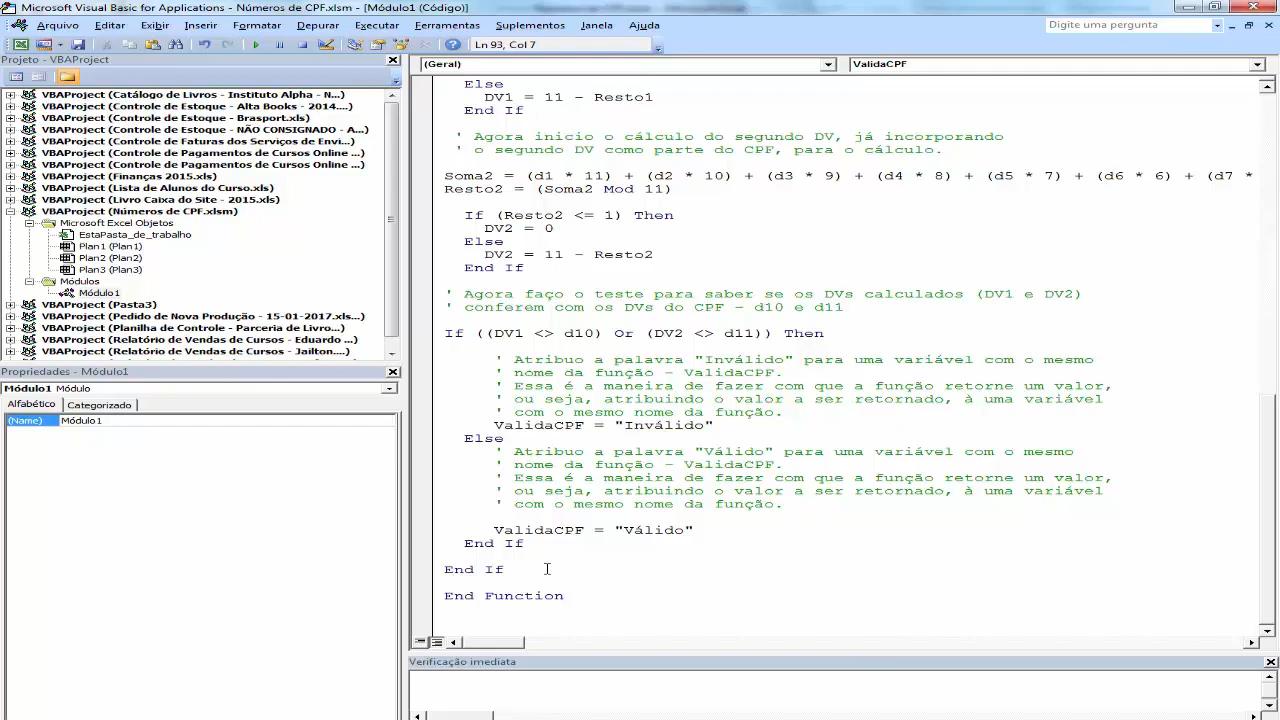 Microsoft Visual Basic for Applications - Números de CPF.xlsm - [Módulo1 (Código)]
Arquivo Editar Exibir Inserir Formatar Depurar Executar Ferramentas Suplementos Janela Ajuda
Digite uma pergunta
Ln 93, Col 7
Projeto - VBAProject
VBAProject (Catálogo de Livros - Instituto Alpha - N...
VBAProject (Controle de Estoque - Alta Books - 2014....)
VBAProject (Controle de Estoque - Brasport.xls)
VBAProject (Controle de Estoque - NÃO CONSIGNADO - A...
VBAProject (Controle de Faturas dos Serviços de Envi...
VBAProject (Controle de Pagamentos de Cursos Online ...
VBAProject (Controle de Pagamentos de Cursos Online ...
VBAProject (Finanças 2015.xls)
VBAProject (Lista de Alunos do Curso.xls)
VBAProject (Livro Caixa do Site - 2015.xls)
VBAProject (Números de CPF.xlsm)
Microsoft Excel Objetos
EstaPasta_de_trabalho
Plan1 (Plan1)
Plan2 (Plan2)
Plan3 (Plan3)
Módulos
Módulo1
VBAProject (Pasta3)
VBAProject (Pedido de Nova Produção - 15-01-2017.xls)
VBAProject (Planilha de Controle - Parceria de Livro...
VBAProject (Relatório de Vendas de Cursos - Eduardo ...
VBAProject (Relatório de Vendas de Cursos - Jailton....)
Propriedades - Módulo1
Módulo1 Módulo
Alfabético Categorizado
(Name) Módulo1
(Geral) ValidaCPF
Else
DV1 = 11 - Resto1
End If
' Agora inicio o cálculo do segundo DV, já incorporando
' o segundo DV como parte do CPF, para o cálculo.
Soma2 = (d1 * 11) + (d2 * 10) + (d3 * 9) + (d4 * 8) + (d5 * 7) + (d6 * 6) + (d7 *
Resto2 = (Soma2 Mod 11)
If (Resto2 <= 1) Then
DV2 = 0
Else
DV2 = 11 - Resto2
End If
' Agora faço o teste para saber se os DVs calculados (DV1 e DV2)
' conferem com os DVs do CPF - d10 e d11
If ((DV1 <> d10) Or (DV2 <> d11)) Then
' Atribuo a palavra "Inválido" para uma variável com o mesmo
' nome da função - ValidaCPF.
' Essa é a maneira de fazer com que a função retorne um valor,
' ou seja, atribuindo o valor a ser retornado, à uma variável
' com o mesmo nome da função.
ValidaCPF = "Inválido"
Else
' Atribuo a palavra "Válido" para uma variável com o mesmo
' nome da função - ValidaCPF.
' Essa é a maneira de fazer com que a função retorne um valor,
' ou seja, atribuindo o valor a ser retornado, à uma variável
' com o mesmo nome da função.
ValidaCPF = "Válido"
End If
End If
End Function
Verificação imediata